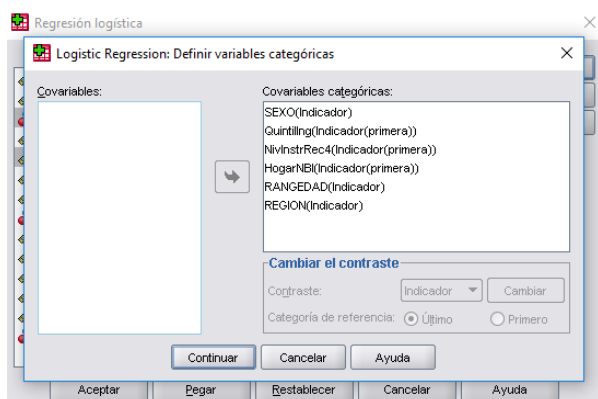 Regresión logística
Logistic Regression: Definir variables categóricas
Covariables:
Covariables categóricas:
SEXO(Indicador)
QuintilIng(Indicador(primera))
NivInstrRec4(Indicador(primera))
HogarNBI(Indicador(primera))
RANGEDAD(Indicador)
REGION(Indicador)
Cambiar el contraste
Contraste:
Indicador
Cambiar
Categoría de referencia:
Último
Primero
Continuar
Cancelar
Ayuda
Aceptar
Pegar
Restablecer
Cancelar
Ayuda